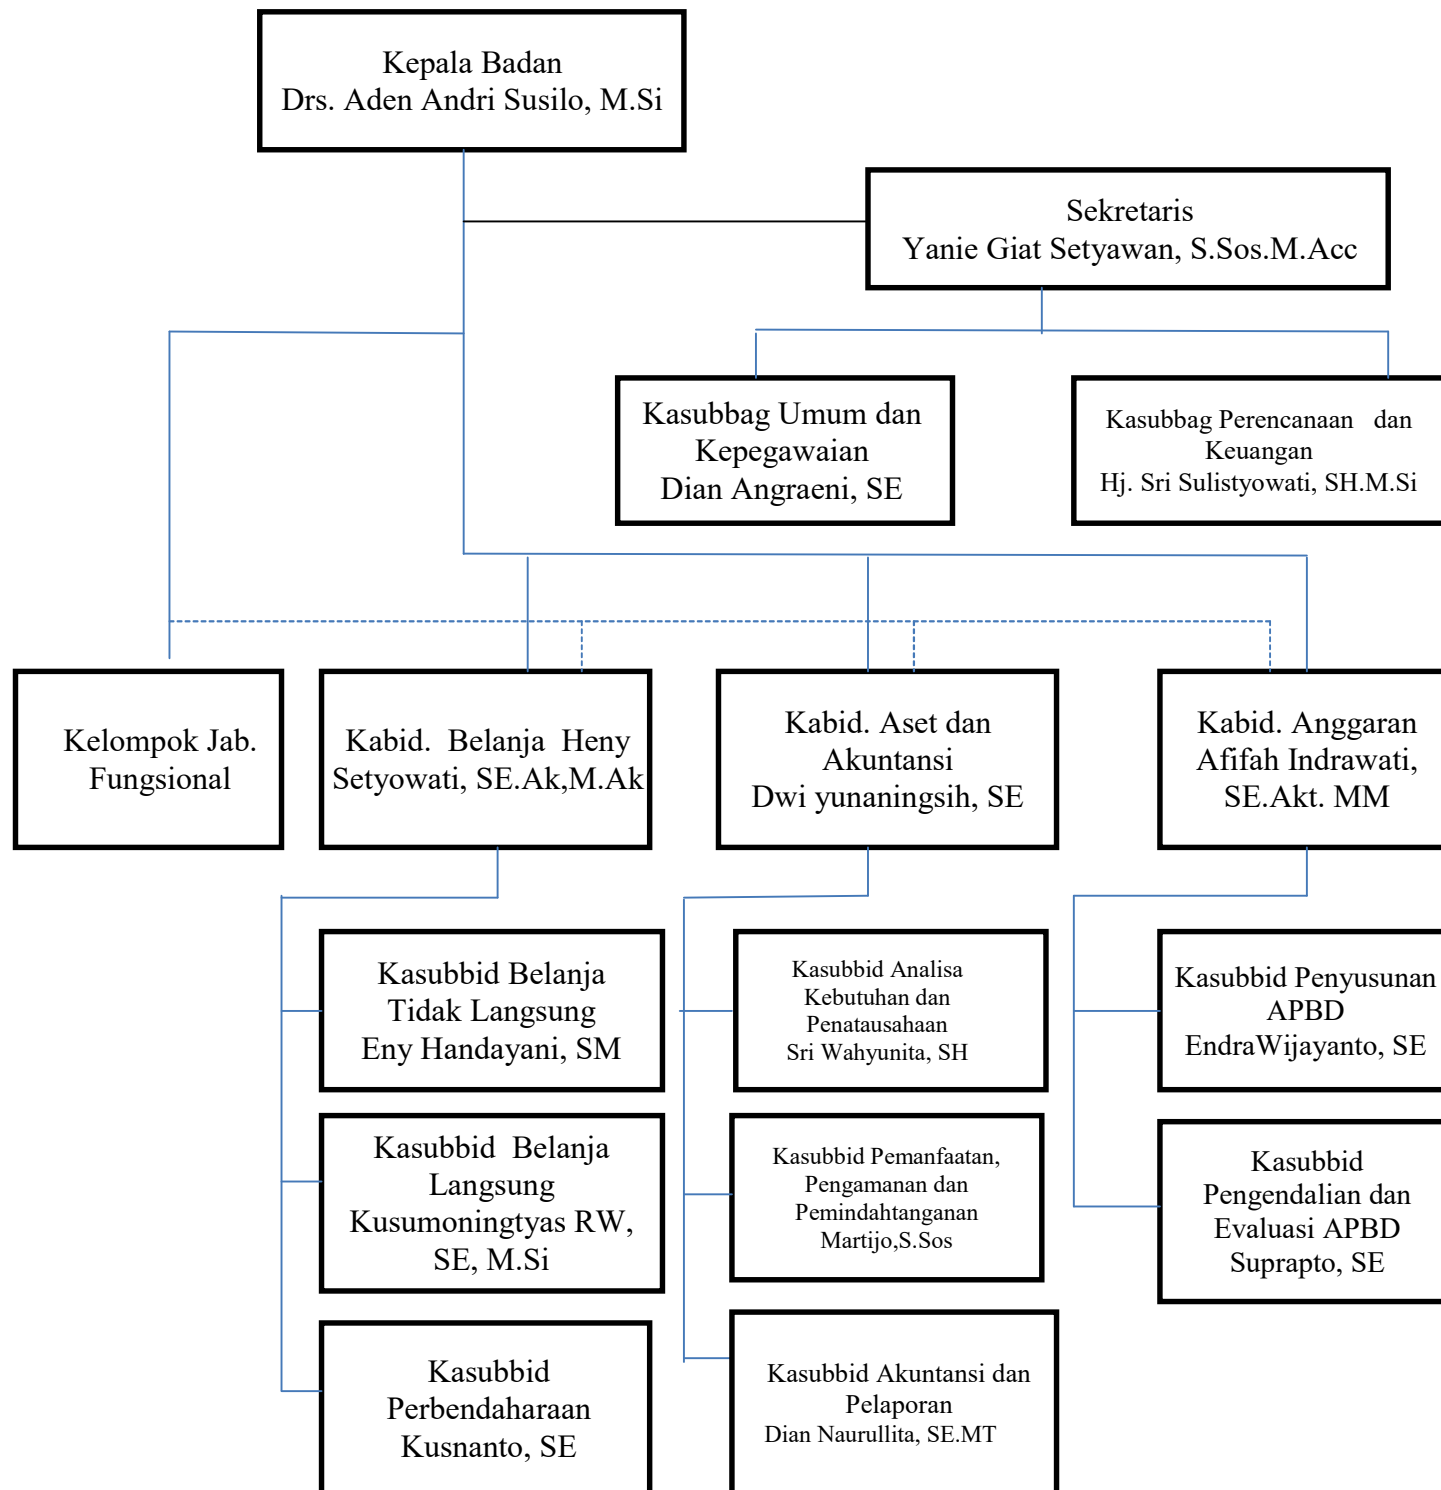 Kepala Badan
Drs. Aden Andri Susilo, M.Si
Sekretaris
Yanie Giat Setyawan, S.Sos.M.Acc
Kasubbag Umum dan
Kepegawaian
Dian Angraeni, SE
Kasubbag Perencanaan dan
Keuangan
Hj. Sri Sulistyowati, SH.M.Si
Kelompok Jab.
Fungsional
Kabid. Belanja Heny
Setyowati, SE.Ak,M.Ak
Kabid. Aset dan
Akuntansi
Dwi yunaningsih, SE
Kabid. Anggaran
Afifah Indrawati,
SE.Akt. MM
Kasubbid Belanja
Tidak Langsung
Eny Handayani, SM
Kasubbid Analisa
Kebutuhan dan
Penatausahaan
Sri Wahyunita, SH
Kasubbid Penyusunan
APBD
EndraWijayanto, SE
Kasubbid Belanja
Langsung
Kusumoningtyas RW,
SE, M.Si
Kasubbid Pemanfaatan,
Pengamanan dan
Pemindahtanganan
Martijo,S.Sos
Kasubbid
Pengendalian dan
Evaluasi APBD
Suprapto, SE
Kasubbid
Perbendaharaan
Kusnanto, SE
Kasubbid Akuntansi dan
Pelaporan
Dian Naurullita, SE.MT